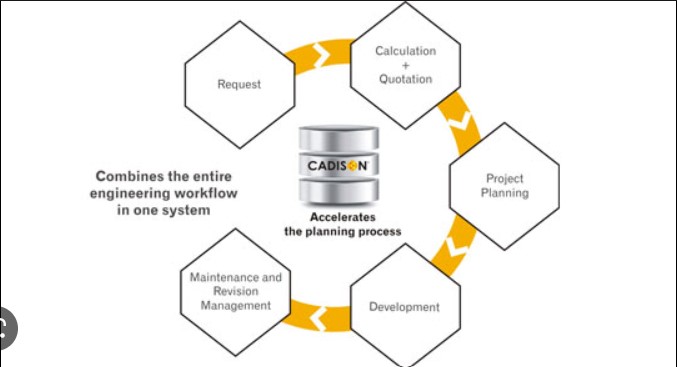 Request
Calculation
+
Quotation
Project
Planning
CADISON
Combines the entire
engineering workflow
in one system
Accelerates
the planning process
Maintenance and
Revision
Management
Development